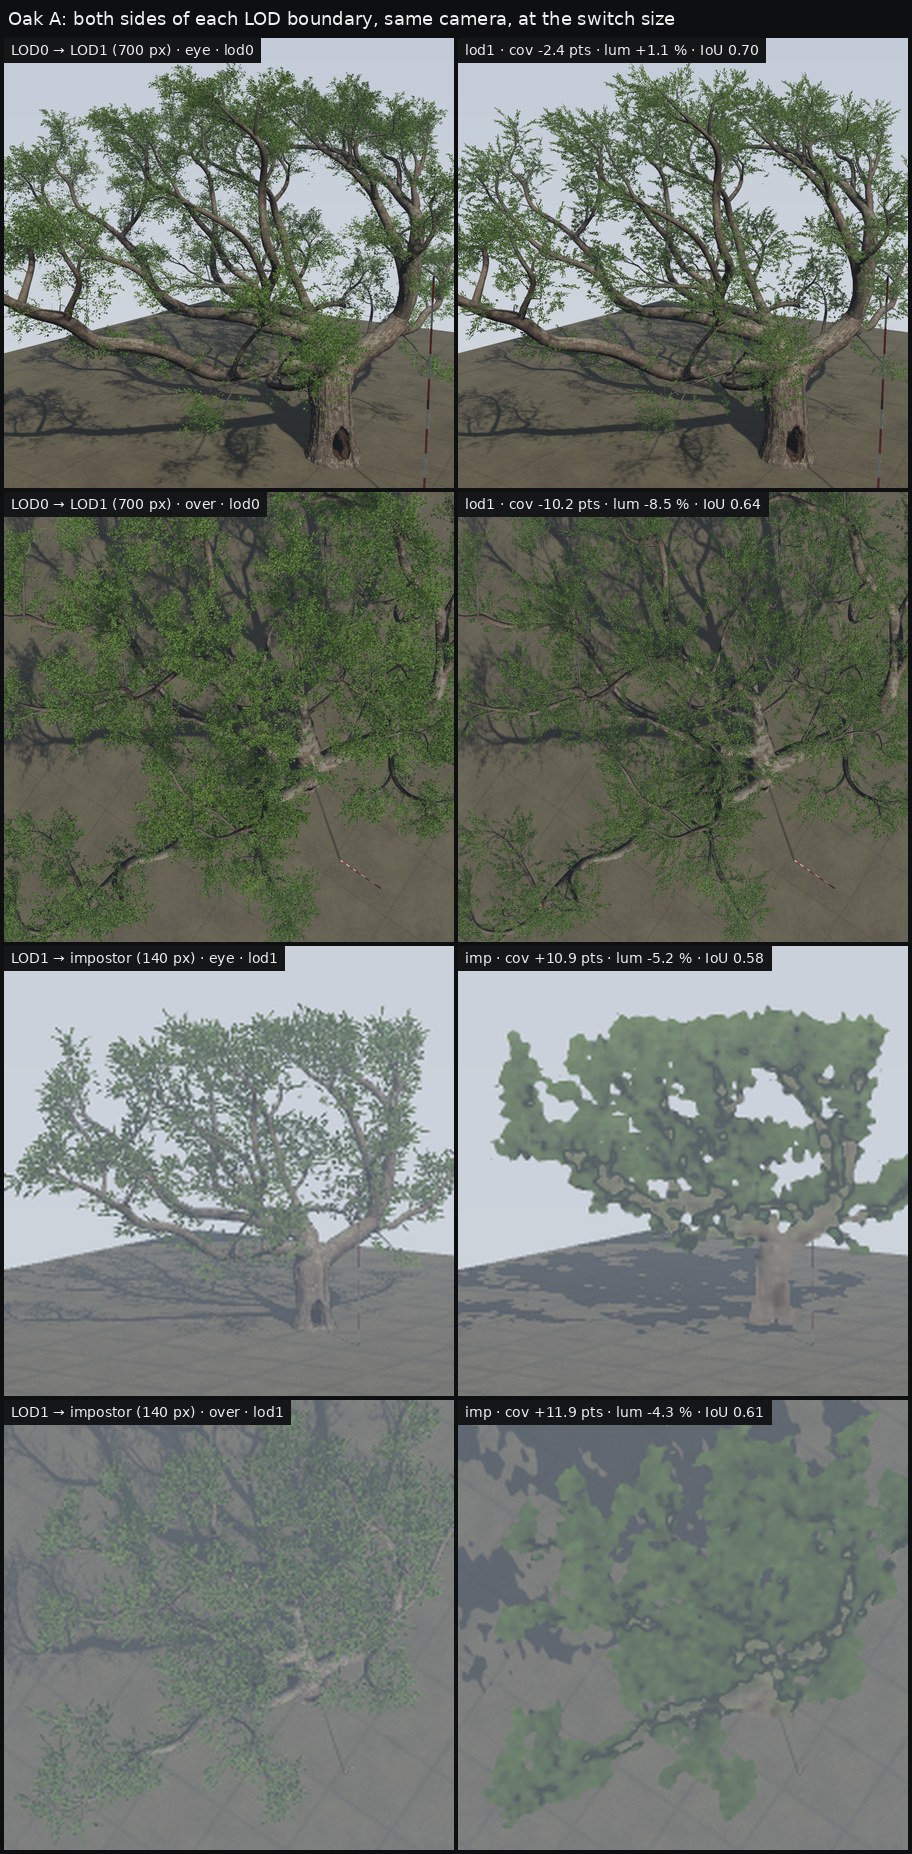 Oak A: both sides of each LOD boundary, same camera, at the switch size
LOD0 → LOD1 (700 px) · eye · lod0
lod1 · cov -2.4 pts · lum +1.1 % · IoU 0.70
LOD0 → LOD1 (700 px) · over · lod0
lod1 · cov -10.2 pts · lum -8.5 % · IoU 0.64
LOD1 → impostor (140 px) · eye · lod1
imp · cov +10.9 pts · lum -5.2 % · IoU 0.58
LOD1 → impostor (140 px) · over · lod1
imp · cov +11.9 pts · lum -4.3 % · IoU 0.61